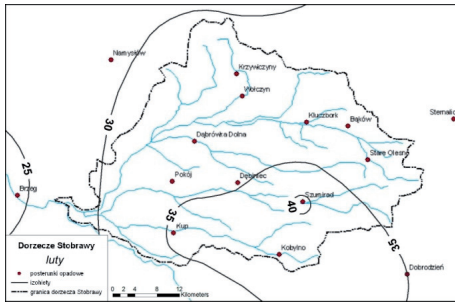 Namysłów
Krzywiczyny
Wołczyn
30
Kluczbork
Bąków
Dąbrówka Dolna
Stare Olesno
25
Pokój
Dębiniec
Szumirad
Brzeg
40
35
Kup
Kobylno
35
Dobrodzień
Dorzecze Stobrawy
luty
posterunki opadowe
izohiety
granica dorzecza Stobrawy
0 2 4 8 12
Kilometers